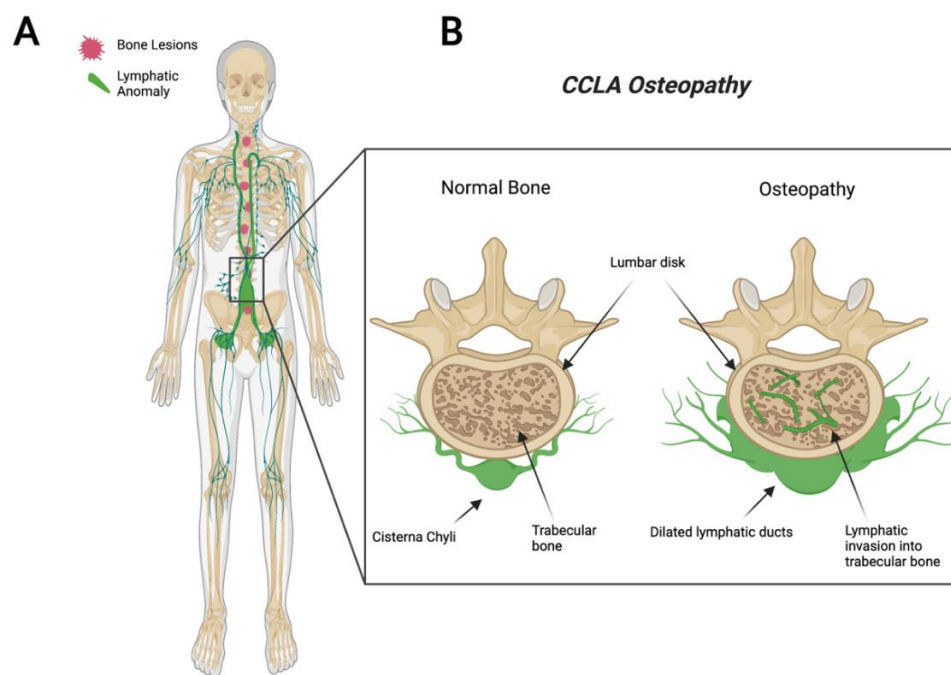 A
Bone Lesions
Lymphatic
Anomaly
B
CCLA Osteopathy
Normal Bone
Osteopathy
Lumbar disk
Cisterna Chyli
Trabecular
bone
Dilated lymphatic ducts
Lymphatic
invasion into
trabecular bone